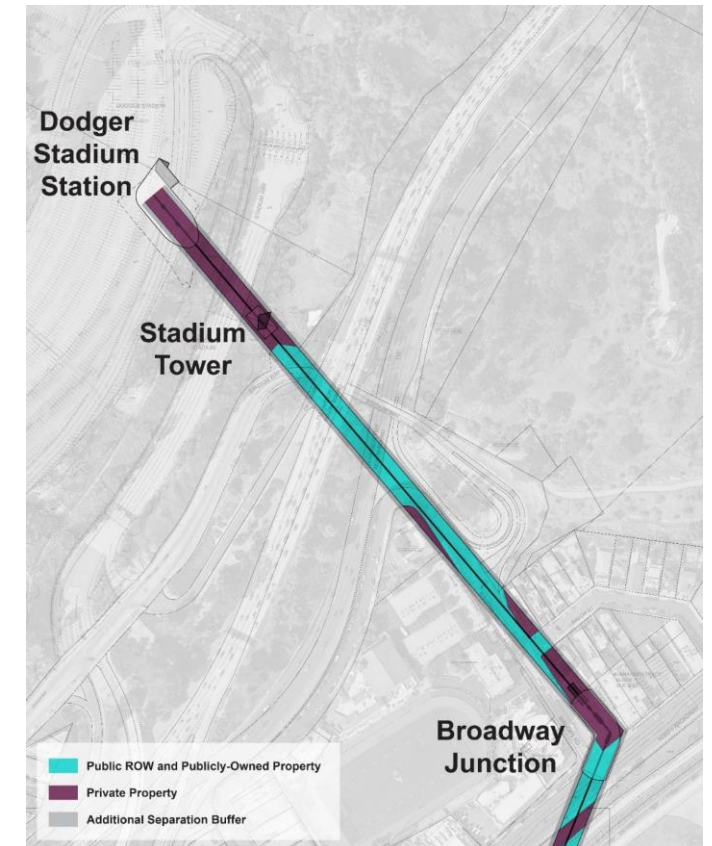 Dodger
Stadium
Station
Stadium
Tower
Broadway
Junction
Public ROW and Publicly-Owned Property
Private Property
Additional Separation Buffer